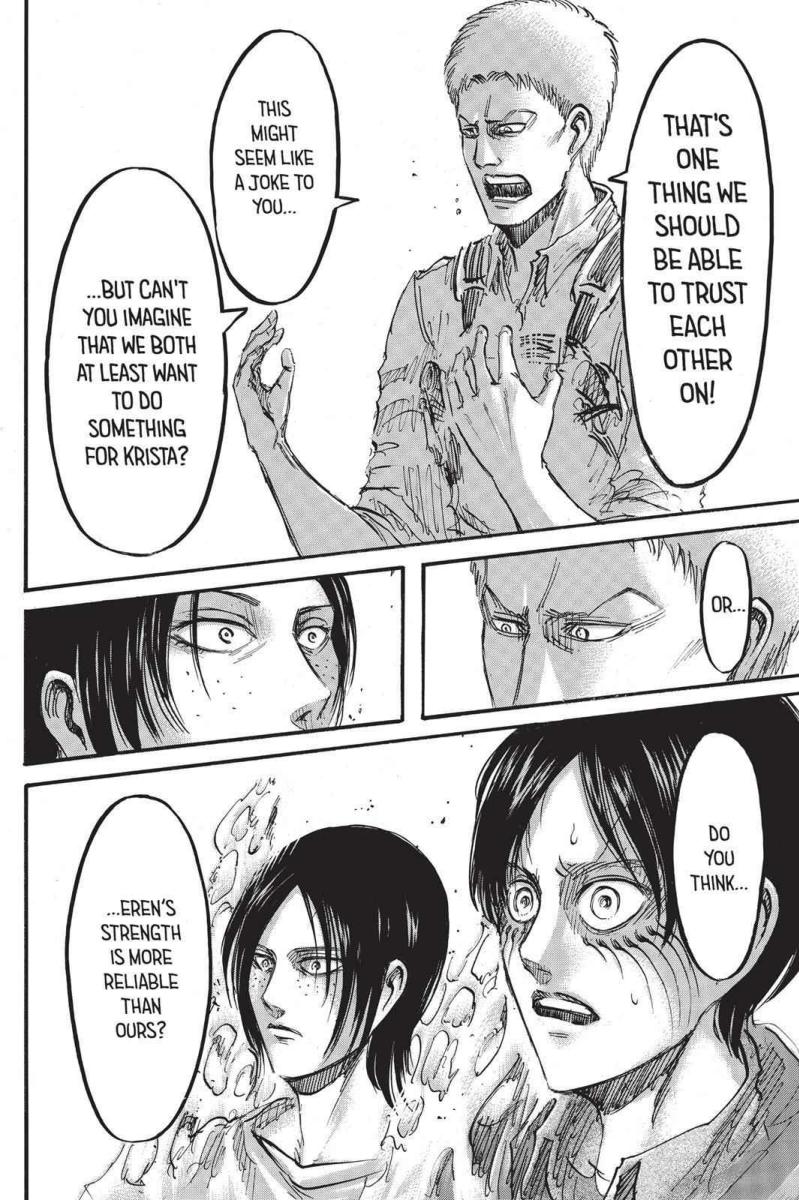 THAT'S
ONE
THING WE
SHOULD
BE ABLE
TO TRUST
EACH
OTHER
ON!
THIS
MIGHT
SEEM LIKE
A JOKE TO
YOU...
...BUT CAN'T
YOU IMAGINE
THAT WE BOTH
AT LEAST WANT
TO DO
SOMETHING
FOR KRISTA?
OR...
DO
YOU
THINK...
...EREN'S
STRENGTH
IS MORE
RELIABLE
THAN
OURS?